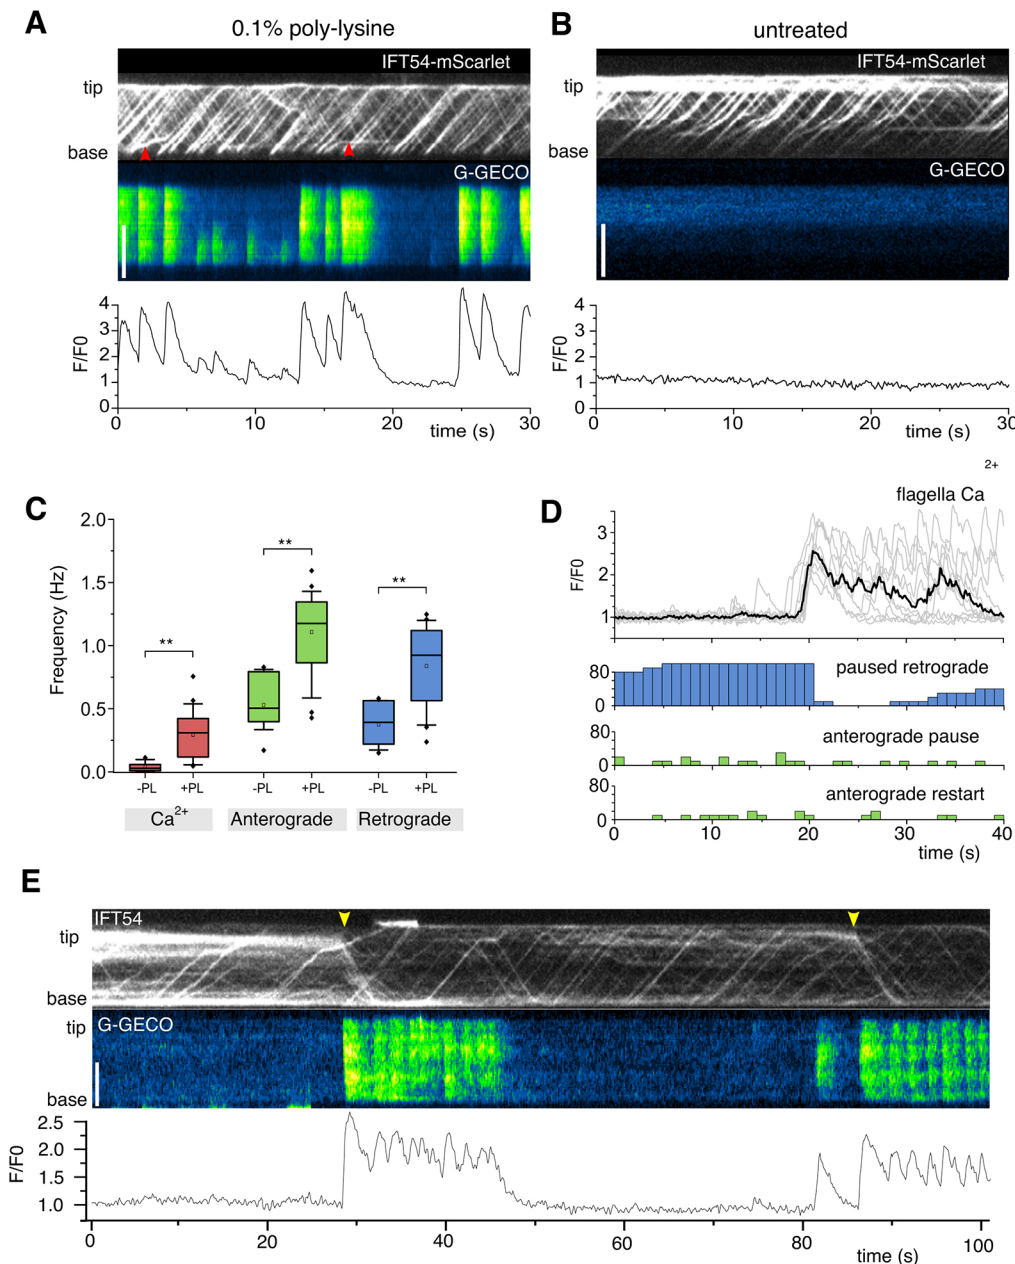 A
0.1% poly-lysine
IFT54-mScarlet
tip
base
G-GECO
4
3
2
1
0
F/F0
0
10
20
30
time (s)
B
untreated
IFT54-mScarlet
tip
base
G-GECO
4
3
2
1
0
F/F0
0
10
20
30
time (s)
C
2.0
1.5
1.0
0.5
0.0
Frequency (Hz)
**
**
**
-PL
+PL
-PL
+PL
-PL
+PL
Ca2+
Anterograde
Retrograde
D
2+
flagella Ca
3
2
1
F/F0
80
0
paused retrograde
80
0
anterograde pause
80
0
anterograde restart
0
10
20
30
40
time (s)
E
IFT54
tip
base
G-GECO
tip
base
2.5
2.0
1.5
1.0
F/F0
0
20
40
60
80
100
time (s)